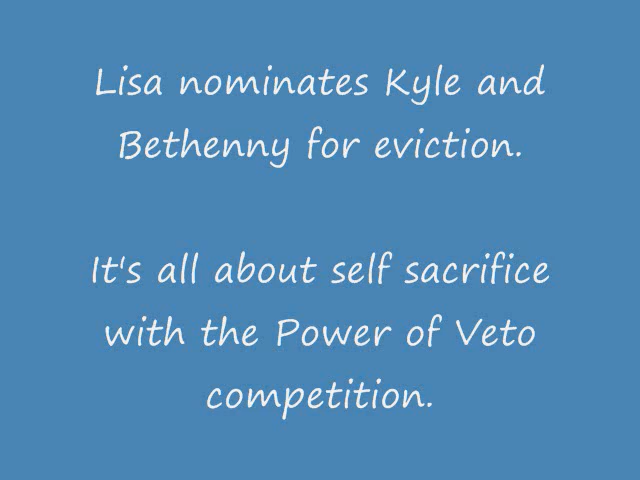 Lisa nominates Kyle and
Bethenny for eviction.
It's all about self sacrifice
with the Power of Veto
competition.